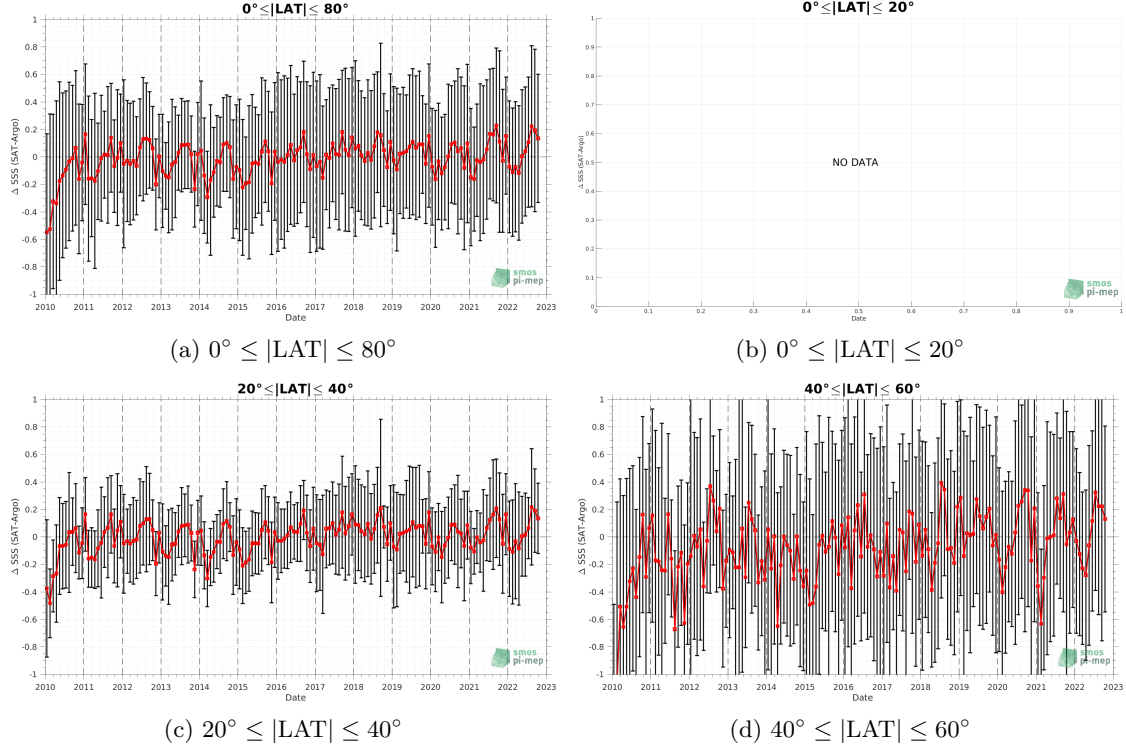 0°≤|LAT|≤ 80°
Δ SSS (SAT-Argo)
1
0.8
0.6
0.4
0.2
0
-0.2
-0.4
-0.6
-0.8
-1
2010 2011 2012 2013 2014 2015 2016 2017 2018 2019 2020 2021 2022 2023
Date
smos
pi-mep
(a) 0° ≤ |LAT| ≤ 80°
0°≤|LAT|≤ 20°
Δ SSS (SAT-Argo)
1
0.9
0.8
0.7
0.6
0.5
0.4
0.3
0.2
0.1
0
NO DATA
0 0.1 0.2 0.3 0.4 0.5 0.6 0.7 0.8 0.9 1
Date
smos
pi-mep
(b) 0° ≤ |LAT| ≤ 20°
20°≤|LAT|≤ 40°
Δ SSS (SAT-Argo)
1
0.8
0.6
0.4
0.2
0
-0.2
-0.4
-0.6
-0.8
-1
2010 2011 2012 2013 2014 2015 2016 2017 2018 2019 2020 2021 2022 2023
Date
smos
pi-mep
(c) 20° ≤ |LAT| ≤ 40°
40°≤|LAT|≤ 60°
Δ SSS (SAT-Argo)
1
0.8
0.6
0.4
0.2
0
-0.2
-0.4
-0.6
-0.8
-1
2010 2011 2012 2013 2014 2015 2016 2017 2018 2019 2020 2021 2022 2023
Date
smos
pi-mep
(d) 40° ≤ |LAT| ≤ 60°